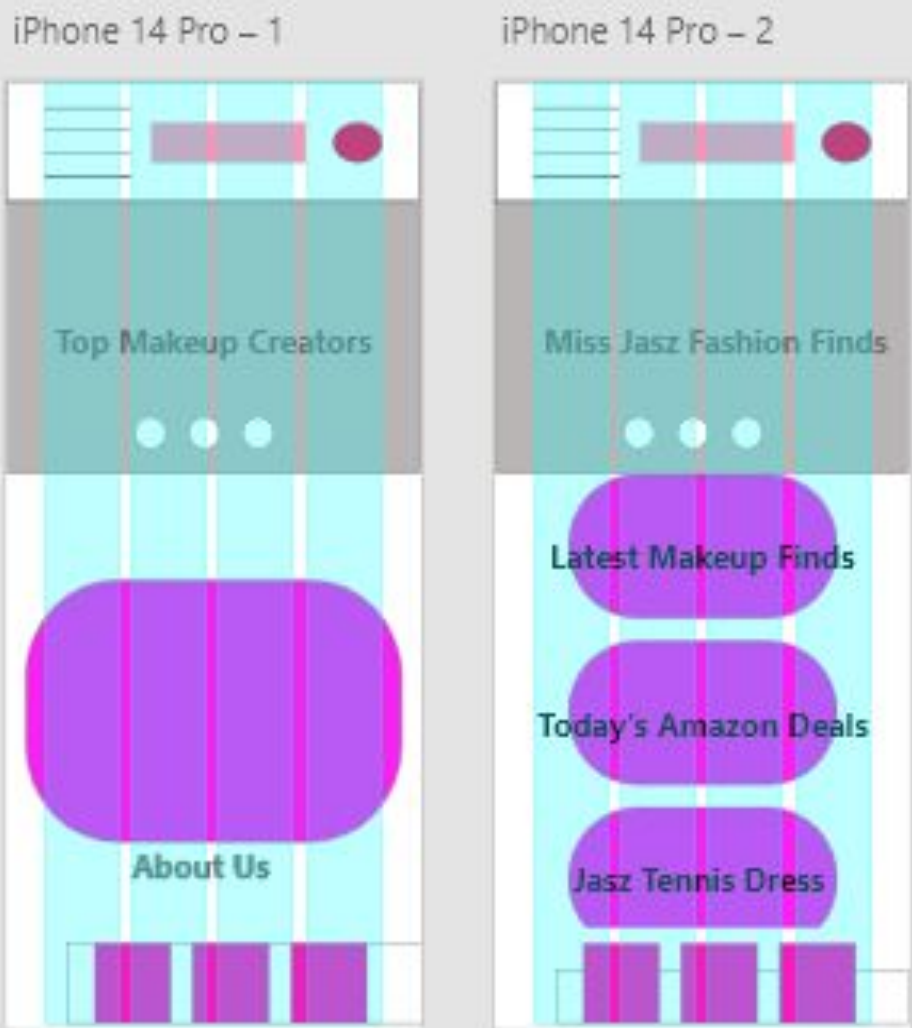 iPhone 14 Pro – 1
Top Makeup Creators
About Us
iPhone 14 Pro – 2
Miss Jasz Fashion Finds
Latest Makeup Finds
Today's Amazon Deals
Jasz Tennis Dress